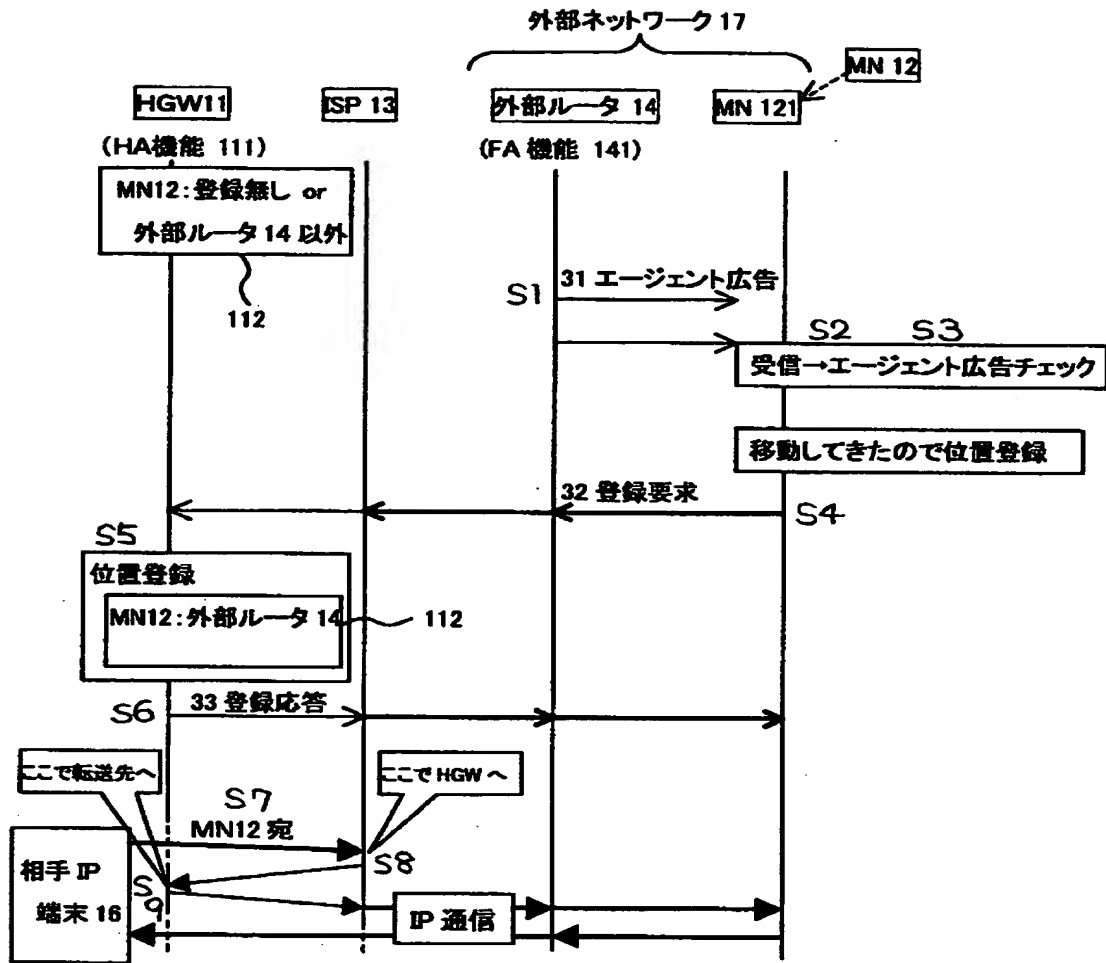 外部ネットワーク 17
MN 12
HGW11
ISP 13
外部ルータ 14
MN 121
(HA機能 111)
(FA 機能 141)
MN12:登録無し or
外部ルータ 14 以外
112
S1
31 エージェント広告
S2
S3
受信→エージェント広告チェック
移動してきたので位置登録
32 登録要求
S4
S5
位置登録
MN12:外部ルータ 14
112
S6
33 登録応答
ここで転送先へ
ここで HGW へ
S7
MN12 宛
S8
相手 IP
端末 16
S9
IP 通信